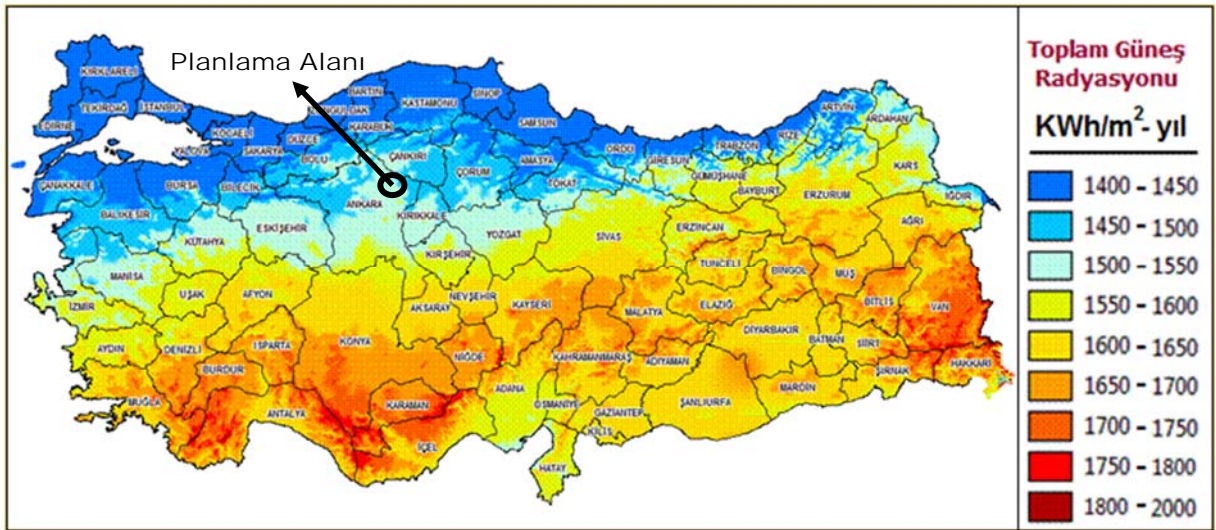 Planlama Alanı
KIRKLARELİ
TEKİRDAĞ
İSTANBUL
EDİRNE
KOCAELİ
YALOVA
SAKARYA
DÜZCE
BOLU
BARTIN
KARABÜK
KASTAMONU
SİNOP
SAMSUN
ÇANKIRI
ÇORUM
AMASYA
TOKAT
ORDU
GİRESUN
TRABZON
RİZE
ARTVİN
ARDAHAN
KARS
GÜMÜŞHANE
BAYBURT
ERZURUM
IĞDIR
AĞRI
ÇANAKKALE
BURSA
BİLECİK
BALIKESİR
ESKİŞEHİR
ANKARA
KIRIKKALE
YOZGAT
SİVAS
ERZİNCAN
KÜTAHYA
KIRŞEHİR
TUNCELİ
BİNGÖL
MUŞ
MANİSA
UŞAK
AFYON
AKSARAY
NEVŞEHİR
KAYSERİ
MALATYA
ELAZIĞ
BİTLİS
VAN
İZMİR
DİYARBAKIR
BATMAN
SİİRT
AYDIN
DENİZLİ
ISPARTA
KONYA
NİĞDE
KAHRAMANMARAŞ
ADIYAMAN
ŞIRNAK
HAKKARİ
BURDUR
MARDİN
MUĞLA
ANTALYA
KARAMAN
ADANA
OSMANİYE
GAZİANTEP
ŞANLIURFA
KİLİS
İÇEL
HATAY
Toplam Güneş
Radyasyonu
KWh/m²- yıl
1400 – 1450
1450 – 1500
1500 – 1550
1550 – 1600
1600 – 1650
1650 – 1700
1700 – 1750
1750 – 1800
1800 – 2000